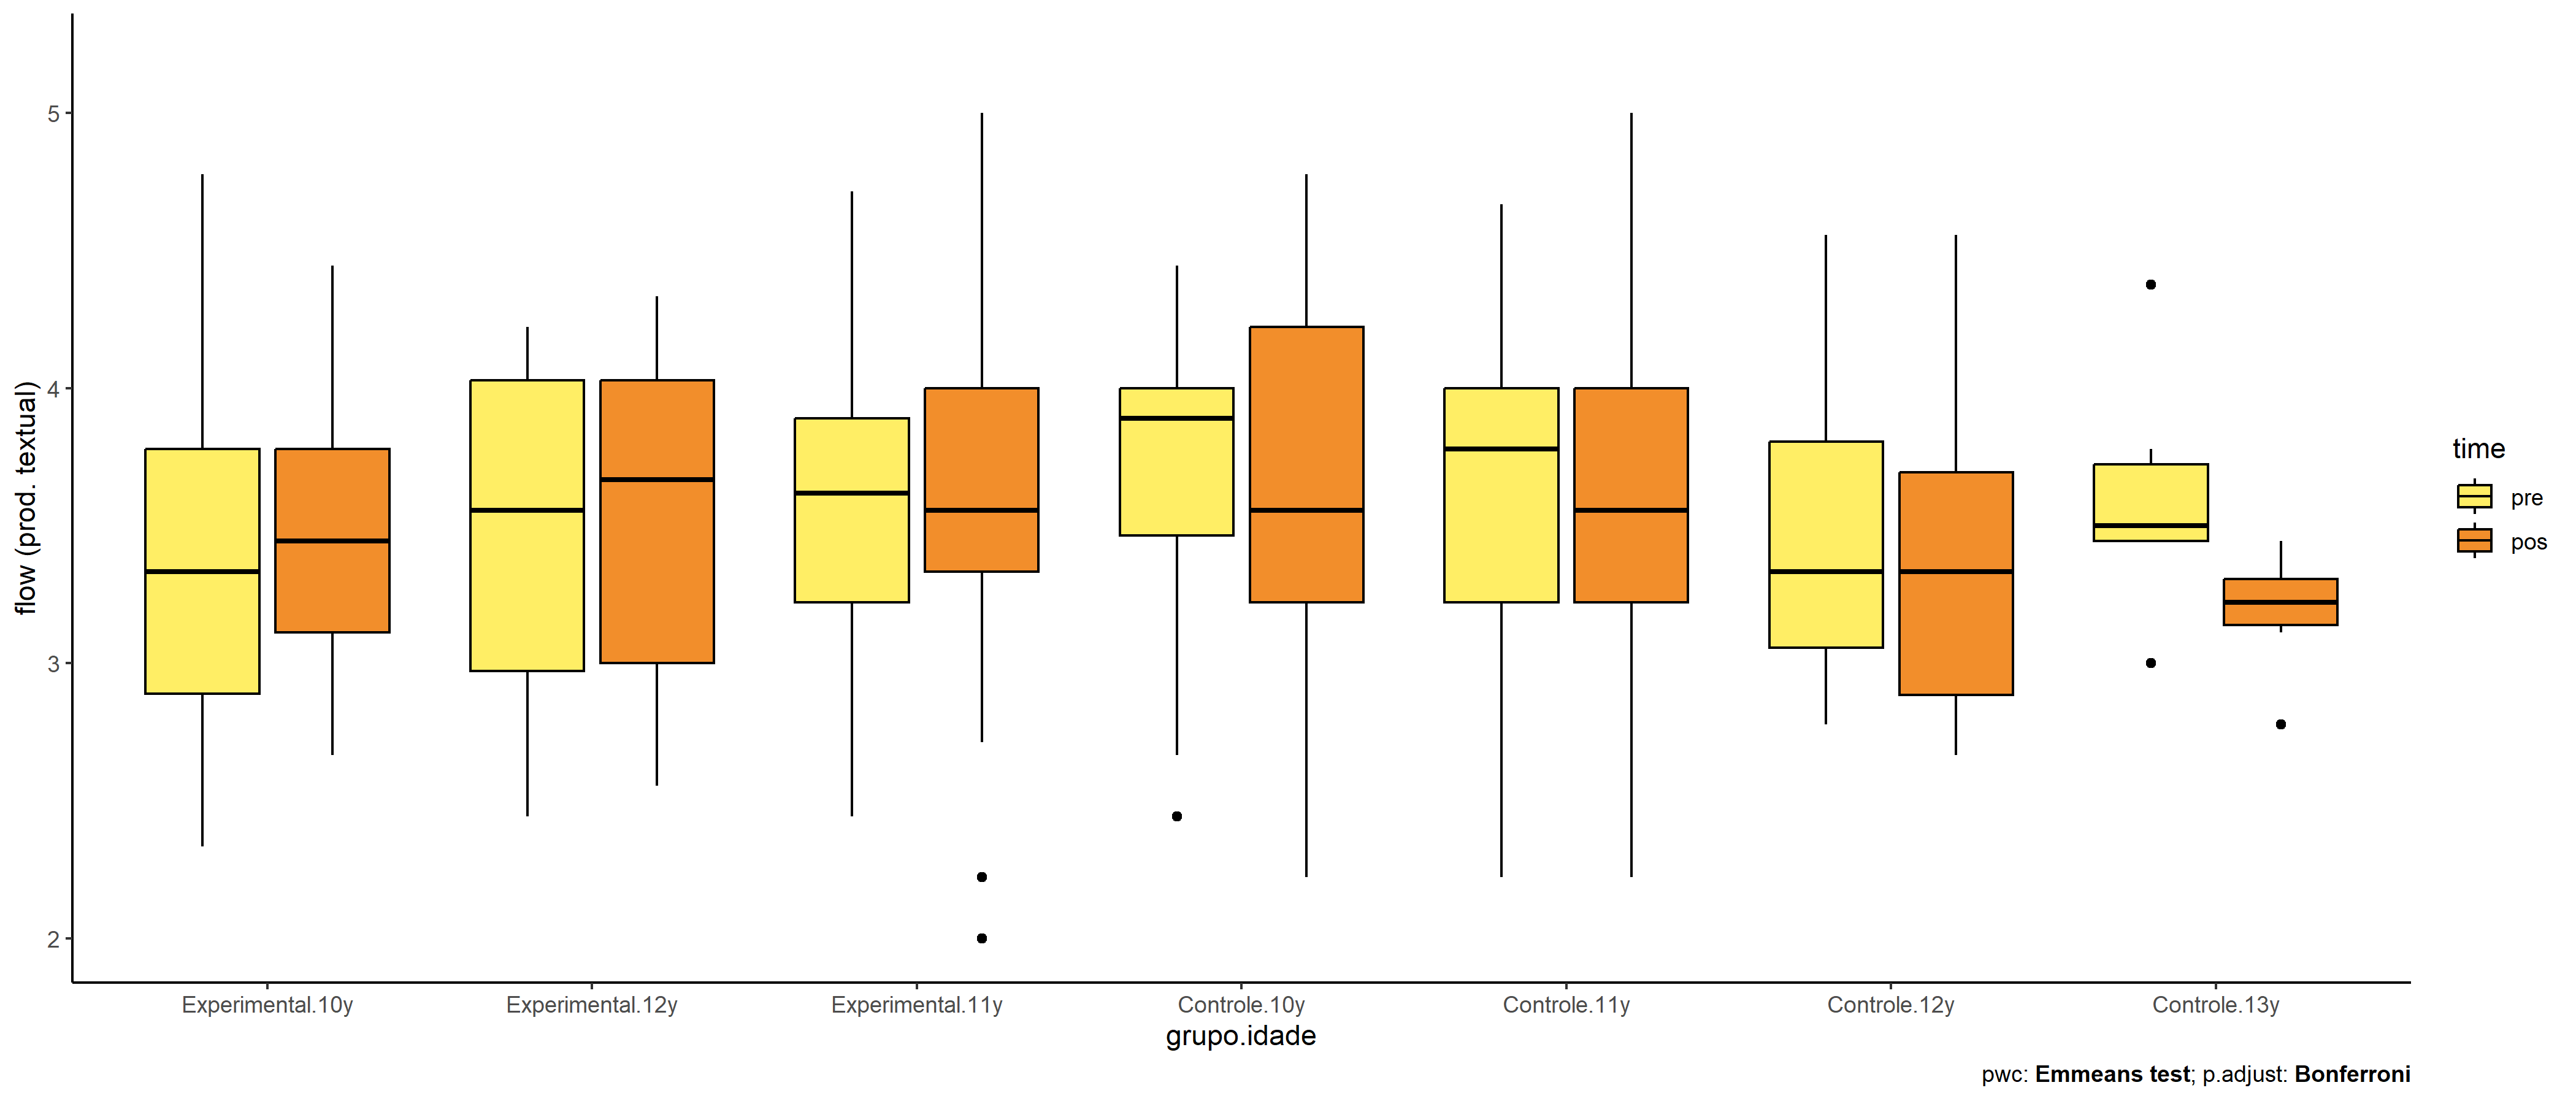 flow (prod. textual)
5
4
3
2
Experimental.10y
Experimental.12y
Experimental.11y
Controle.10y
Controle.11y
Controle.12y
Controle.13y
grupo.idade
time
pre
pos
pwc: Emmeans test; p.adjust: Bonferroni